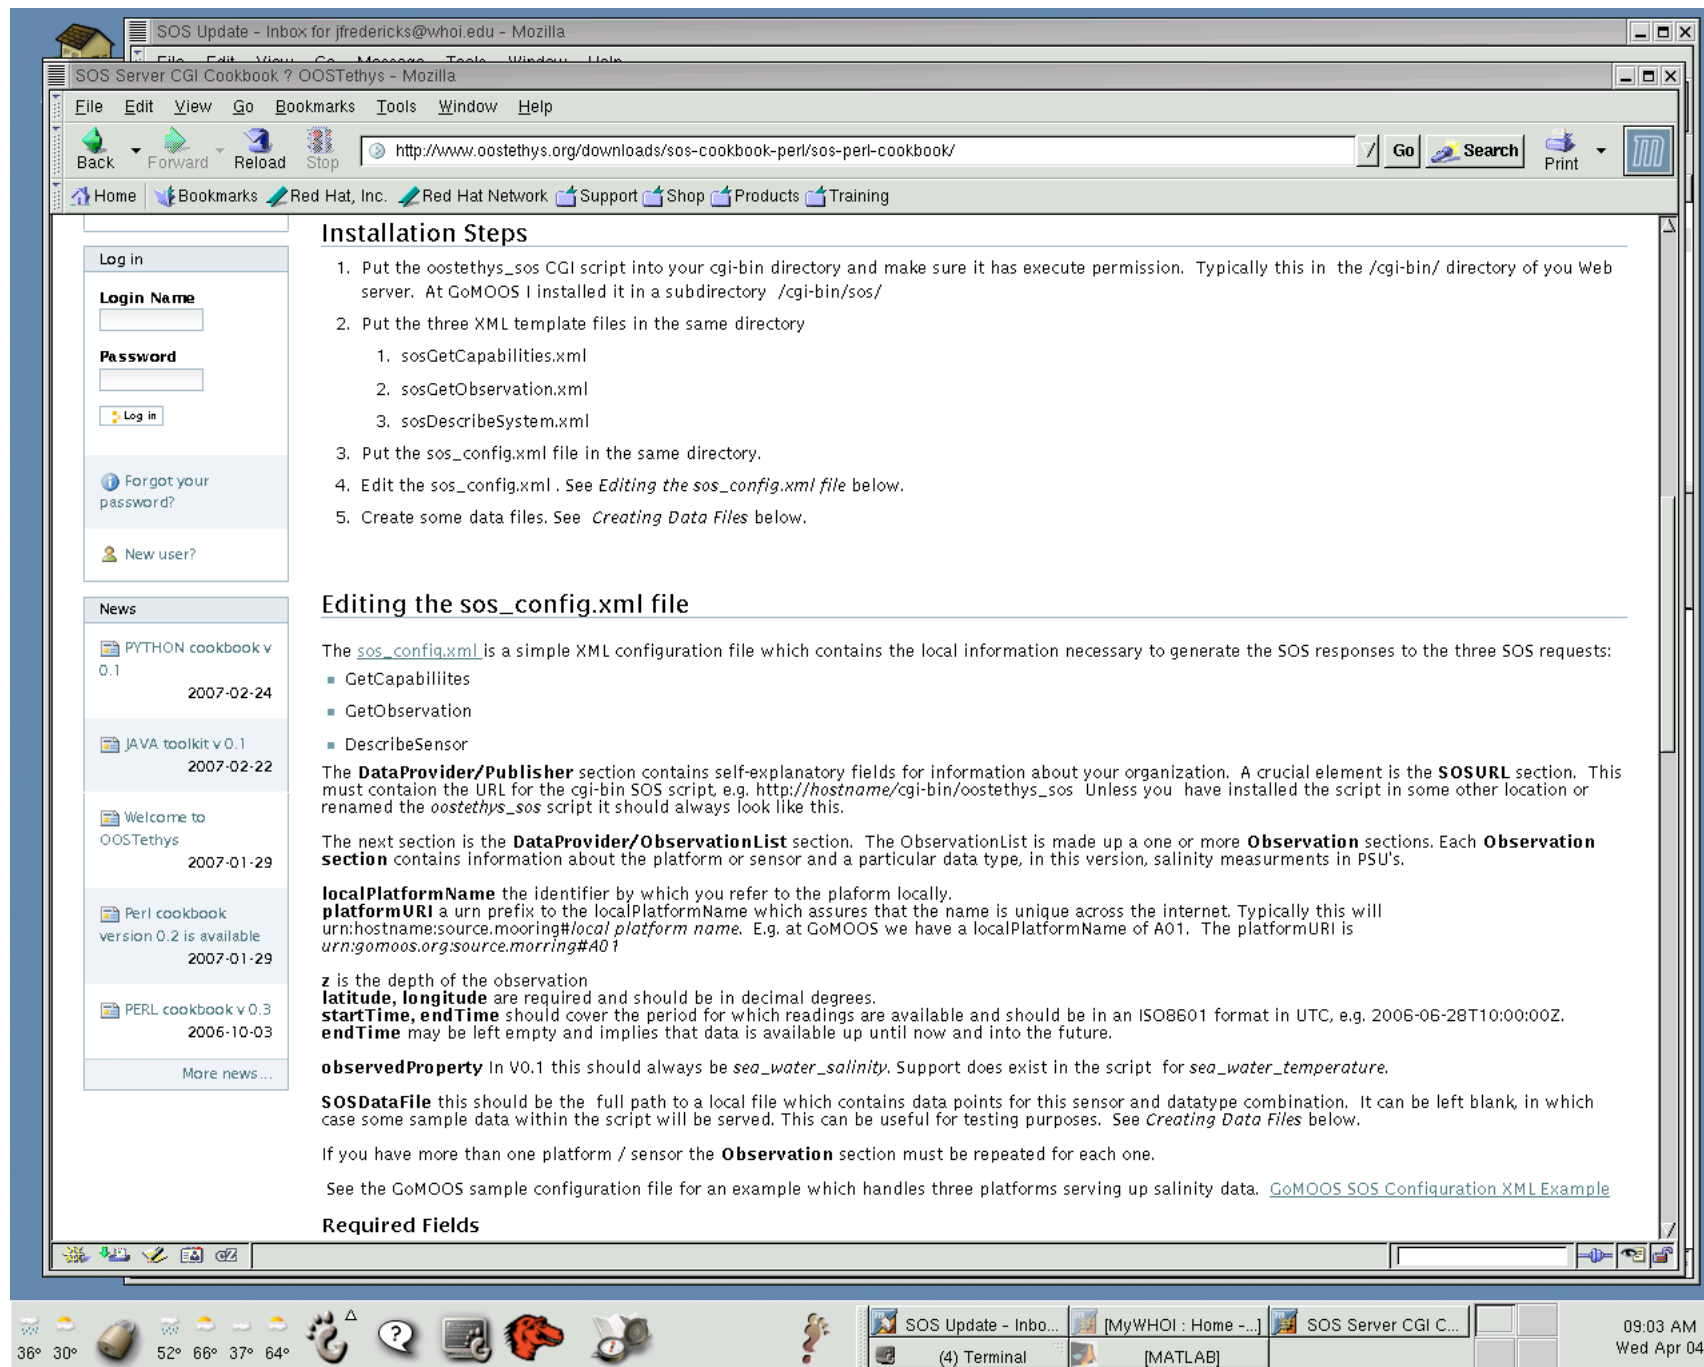 SOS Update - Inbox for jfredericks@whoi.edu - Mozilla
File Edit View Go Message Tools Window Help
SOS Server CGI Cookbook ? OOSTethys - Mozilla
File Edit View Go Bookmarks Tools Window Help
Back Forward Reload Stop http://www.oostethys.org/downloads/sos-cookbook-perl/sos-perl-cookbook/ Go Search Print
Home Bookmarks Red Hat, Inc. Red Hat Network Support Shop Products Training
Log in
Login Name
Password
Log in
Forgot your
password?
New user?
News
PYTHON cookbook v
0.1
2007-02-24
JAVA toolkit v 0.1
2007-02-22
Welcome to
OOSTethys
2007-01-29
Perl cookbook
version 0.2 is available
2007-01-29
PERL cookbook v 0.3
2006-10-03
More news...
Installation Steps
1. Put the oostethys_sos CGI script into your cgi-bin directory and make sure it has execute permission. Typically this in the /cgi-bin/ directory of you Web
server. At GoMOOS I installed it in a subdirectory /cgi-bin/sos/
2. Put the three XML template files in the same directory
1. sosGetCapabilities.xml
2. sosGetObservation.xml
3. sosDescribeSystem.xml
3. Put the sos_config.xml file in the same directory.
4. Edit the sos_config.xml . See Editing the sos_config.xml file below.
5. Create some data files. See Creating Data Files below.
Editing the sos_config.xml file
The sos_config.xml is a simple XML configuration file which contains the local information necessary to generate the SOS responses to the three SOS requests:
GetCapabiliites
GetObservation
DescribeSensor
The DataProvider/Publisher section contains self-explanatory fields for information about your organization. A crucial element is the SOSURL section. This
must contaion the URL for the cgi-bin SOS script, e.g. http://hostname/cgi-bin/oostethys_sos Unless you have installed the script in some other location or
renamed the oostethys_sos script it should always look like this.
The next section is the DataProvider/ObservationList section. The ObservationList is made up a one or more Observation sections. Each Observation
section contains information about the platform or sensor and a particular data type, in this version, salinity measurments in PSU's.
localPlatformName the identifier by which you refer to the plaform locally.
platformURI a urn prefix to the localPlatformName which assures that the name is unique across the internet. Typically this will
urn:hostname:source.mooring#local platform name. E.g. at GoMOOS we have a localPlatformName of A01. The platformURI is
urn:gomoos.org:source.morring#A01
z is the depth of the observation
latitude, longitude are required and should be in decimal degrees.
startTime, endTime should cover the period for which readings are available and should be in an ISO8601 format in UTC, e.g. 2006-06-28T10:00:00Z.
endTime may be left empty and implies that data is available up until now and into the future.
observedProperty In V0.1 this should always be sea_water_salinity. Support does exist in the script for sea_water_temperature.
SOSDataFile this should be the full path to a local file which contains data points for this sensor and datatype combination. It can be left blank, in which
case some sample data within the script will be served. This can be useful for testing purposes. See Creating Data Files below.
If you have more than one platform / sensor the Observation section must be repeated for each one.
See the GoMOOS sample configuration file for an example which handles three platforms serving up salinity data. GoMOOS SOS Configuration XML Example
Required Fields
36° 30° 52° 66° 37° 64°
SOS Update - Inbo... [MyWHOI : Home -...] SOS Server CGI C...
(4) Terminal [MATLAB]
09:03 AM
Wed Apr 04